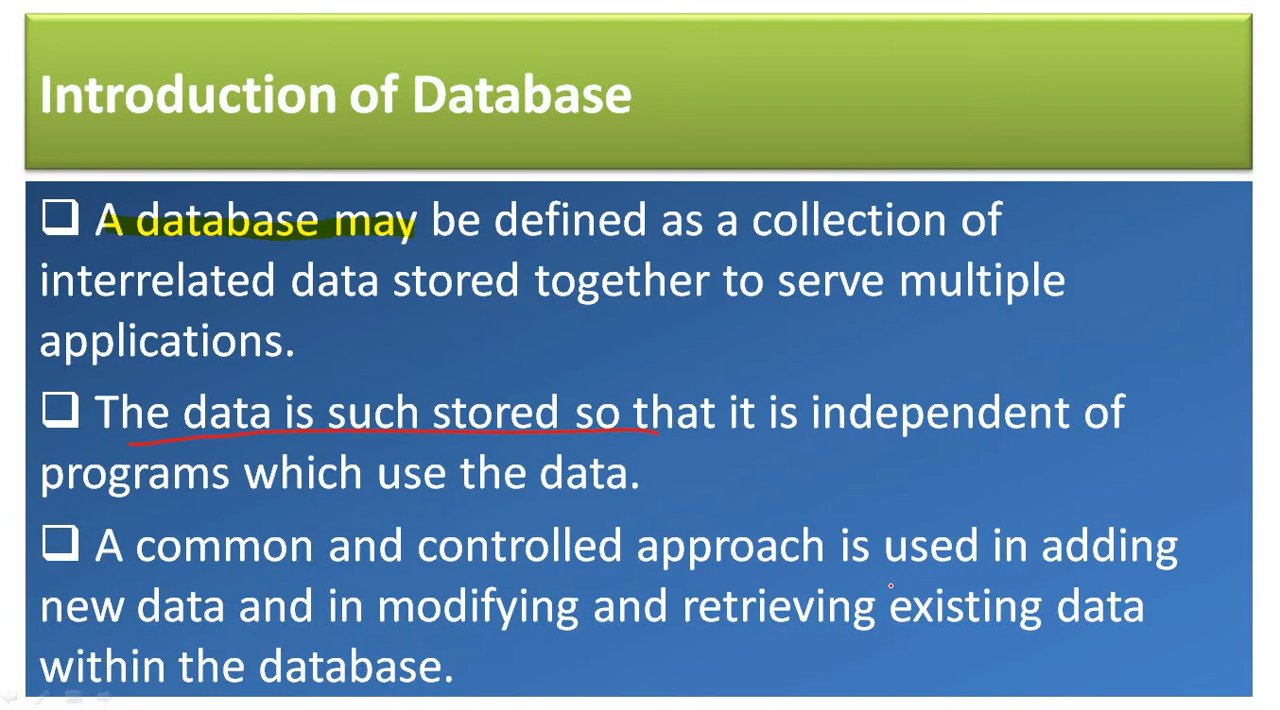 Introduction of Database
❑ A database may be defined as a collection of
interrelated data stored together to serve multiple
applications.
❑ The data is such stored so that it is independent of
programs which use the data.
❑ A common and controlled approach is used in adding
new data and in modifying and retrieving existing data
within the database.